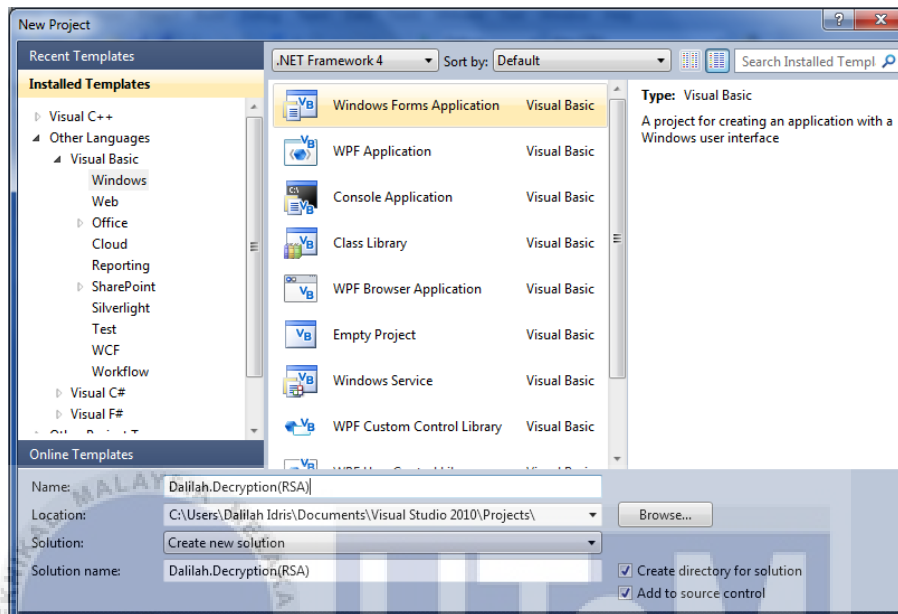 New Project
?
X
Recent Templates
Installed Templates
Visual C++
Other Languages
Visual Basic
Windows
Web
Office
Cloud
Reporting
SharePoint
Silverlight
Test
WCF
Workflow
Visual C#
Visual F#
Online Templates
.NET Framework 4
Sort by: Default
Search Installed Templ
Windows Forms Application Visual Basic
WPF Application Visual Basic
Console Application Visual Basic
Class Library Visual Basic
WPF Browser Application Visual Basic
Empty Project Visual Basic
Windows Service Visual Basic
WPF Custom Control Library Visual Basic
Type: Visual Basic
A project for creating an application with a
Windows user interface
Name: Dalilah.Decryption(RSA)
Location: C:\Users\Dalilah Idris\Documents\Visual Studio 2010\Projects\ Browse...
Solution: Create new solution
Solution name: Dalilah.Decryption(RSA)
Create directory for solution
Add to source control
MALAYSIA